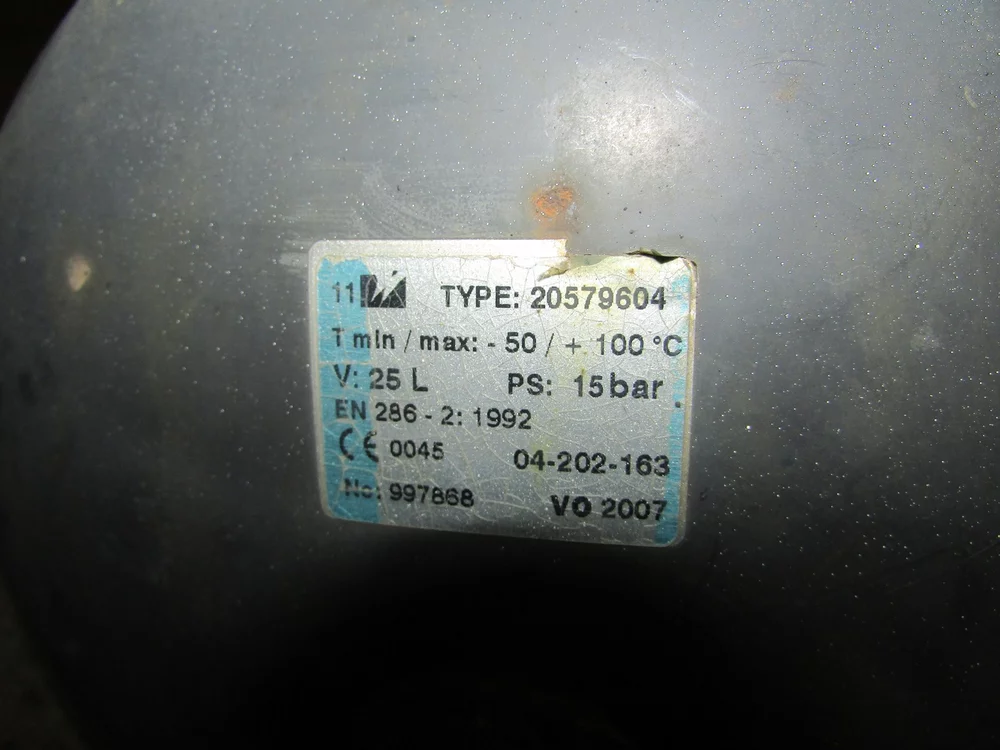 11 TYPE: 20579604
T min / max: - 50 / + 100 °C
V: 25 L PS: 15 bar
EN 286 - 2: 1992
CE 0045 04-202-163
No: 997868 VO 2007